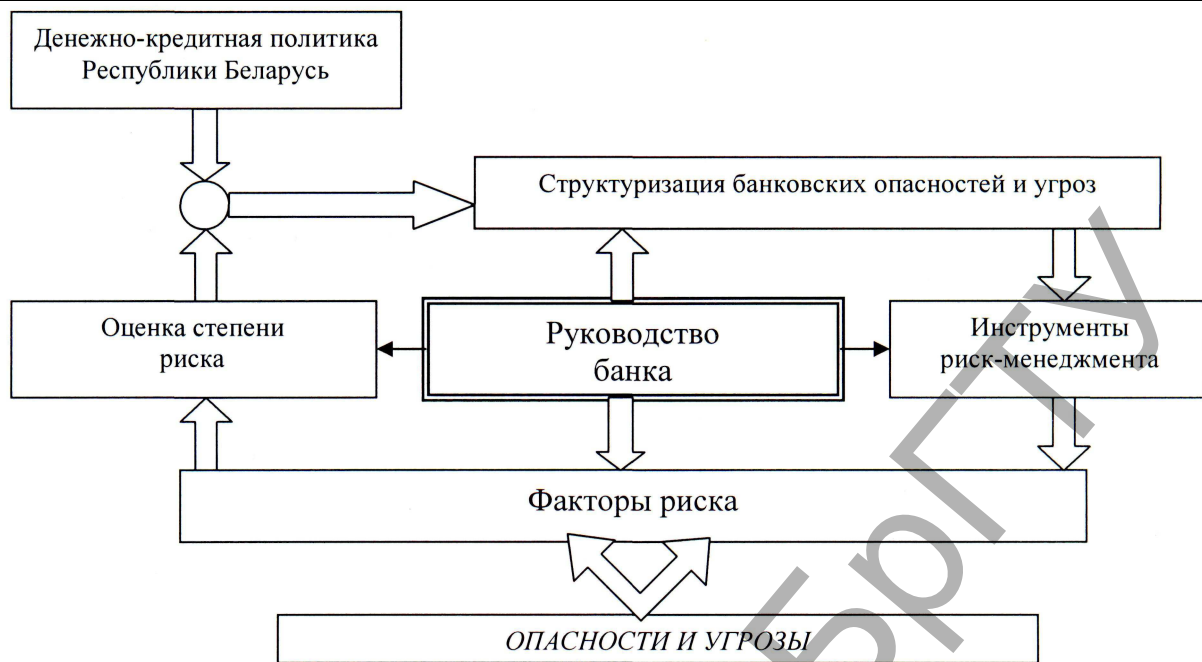 Денежно-кредитная политика
Республики Беларусь
Структуризация банковских опасностей и угроз
Оценка степени
риска
Руководство
банка
Инструменты
риск-менеджмента
Факторы риска
ОПАСНОСТИ И УГРОЗЫ
БрГТУ